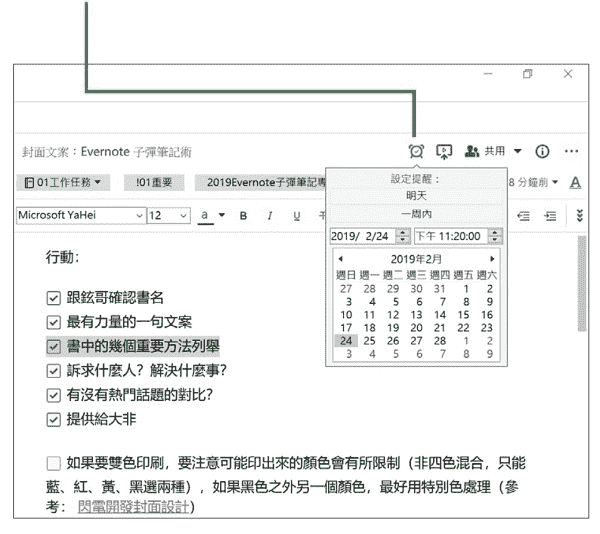 封面文案：Evernote 子彈筆記術
共用
01工作任務
!01重要
2019Evernote子彈筆記專
8 分鐘前
Microsoft YaHei
12
a
B I U
行動：
跟鉉哥確認書名
最有力量的一句文案
書中的幾個重要方法列舉
訴求什麼人？解決什麼事？
有沒有熱門話題的對比？
提供給大非
如果要雙色印刷，要注意可能印出來的顏色會有所限制（非四色混合，只能
藍、紅、黃、黑選兩種），如果黑色之外另一個顏色，最好用特別色處理（參
考： 閃電開發封面設計）
設定提醒：
明天
一周內
2019/ 2/24 下午 11:20:00
2019年2月
週日 週一 週二 週三 週四 週五 週六
27 28 29 30 31 1 2
3 4 5 6 7 8 9
10 11 12 13 14 15 16
17 18 19 20 21 22 23
24 25 26 27 28 1 2
3 4 5 6 7 8 9